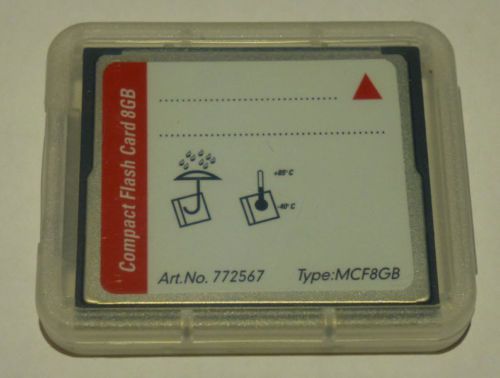 Compact Flash Card 8GB
+85°C
-40°C
Art.No. 772567 Type:MCF8GB